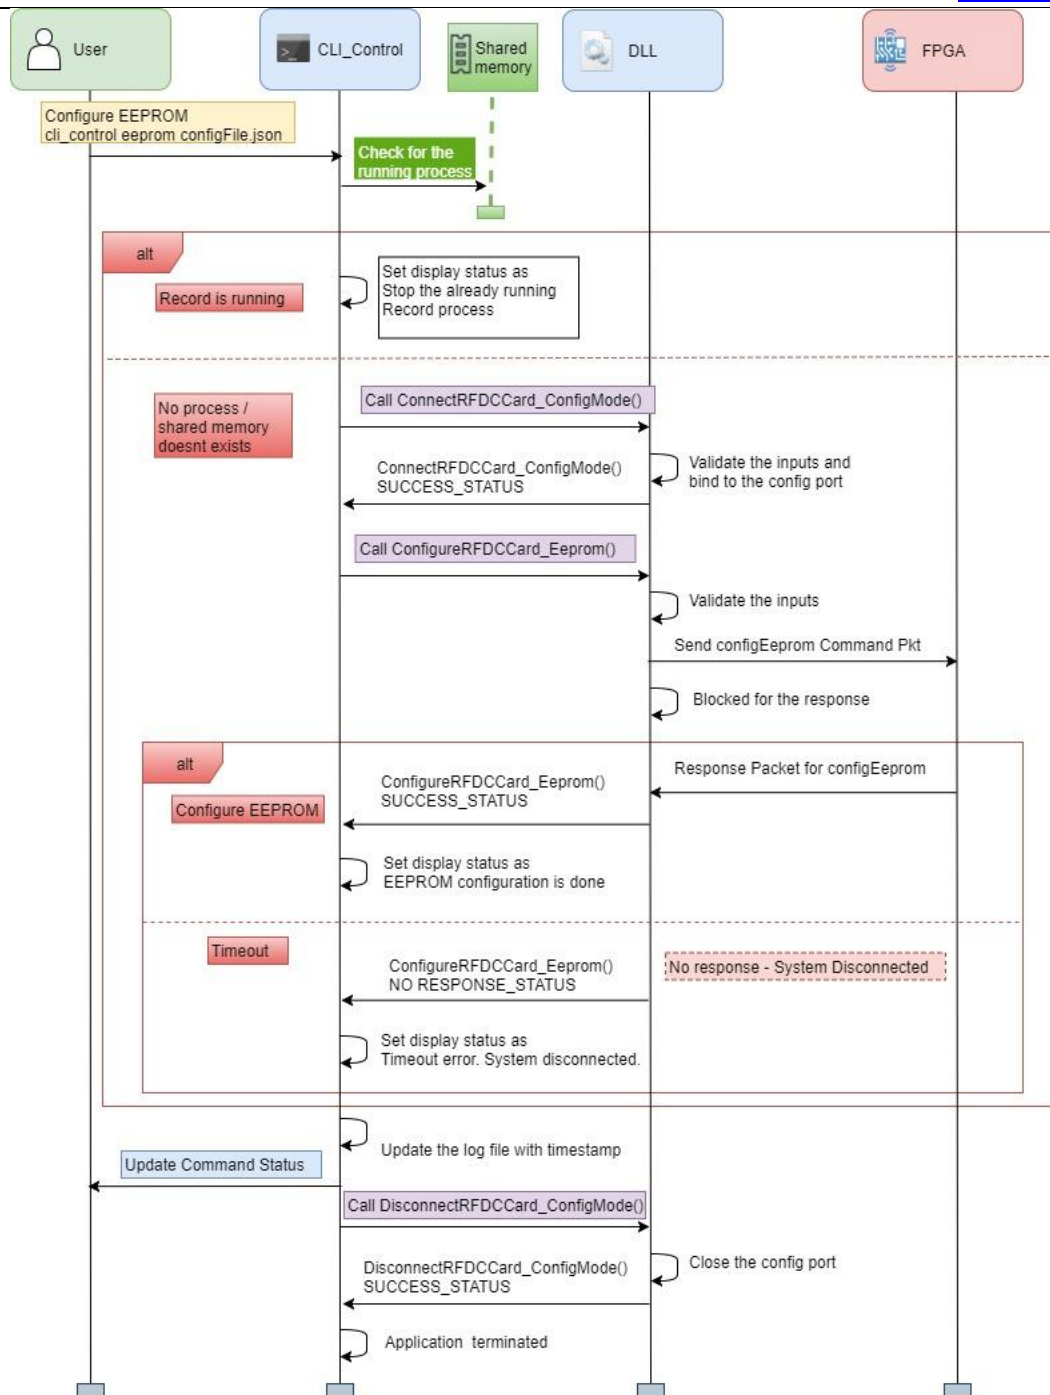 User
CLI_Control
Shared
memory
DLL
FPGA
Configure EEPROM
cli_control eeprom configFile.json
Check for the
running process
alt
Record is running
Set display status as
Stop the already running
Record process
No process /
shared memory
doesnt exists
Call ConnectRFDCCard_ConfigMode()
ConnectRFDCCard_ConfigMode()
SUCCESS_STATUS
Validate the inputs and
bind to the config port
Call ConfigureRFDCCard_Eeprom()
Validate the inputs
Send configEeprom Command Pkt
Blocked for the response
alt
Configure EEPROM
Response Packet for configEeprom
ConfigureRFDCCard_Eeprom()
SUCCESS_STATUS
Set display status as
EEPROM configuration is done
Timeout
ConfigureRFDCCard_Eeprom()
NO RESPONSE_STATUS
No response - System Disconnected
Set display status as
Timeout error. System disconnected.
Update the log file with timestamp
Update Command Status
Call DisconnectRFDCCard_ConfigMode()
Close the config port
DisconnectRFDCCard_ConfigMode()
SUCCESS_STATUS
Application terminated